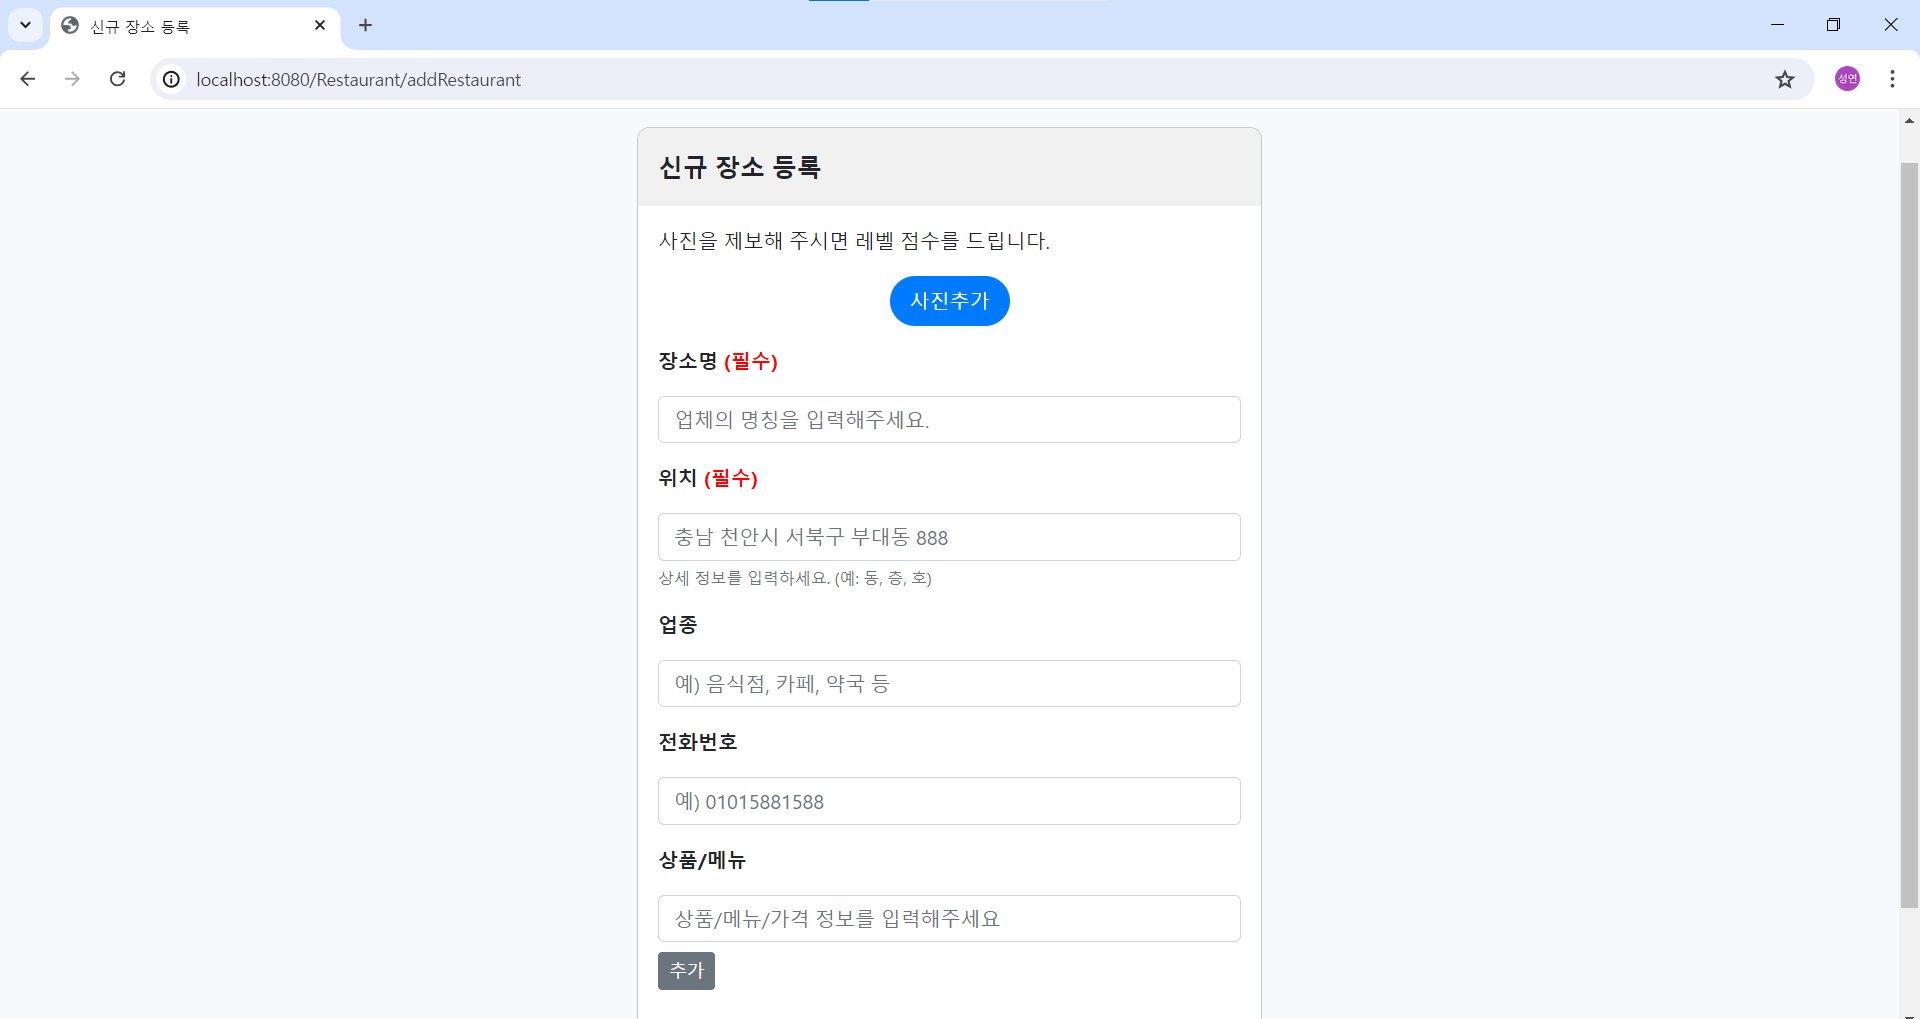 신규 장소 등록
localhost:8080/Restaurant/addRestaurant
성연
신규 장소 등록
사진을 제보해 주시면 레벨 점수를 드립니다.
사진추가
장소명 (필수)
업체의 명칭을 입력해주세요.
위치 (필수)
충남 천안시 서북구 부대동 888
상세 정보를 입력하세요. (예: 동, 층, 호)
업종
예) 음식점, 카페, 약국 등
전화번호
예) 01015881588
상품/메뉴
상품/메뉴/가격 정보를 입력해주세요
추가